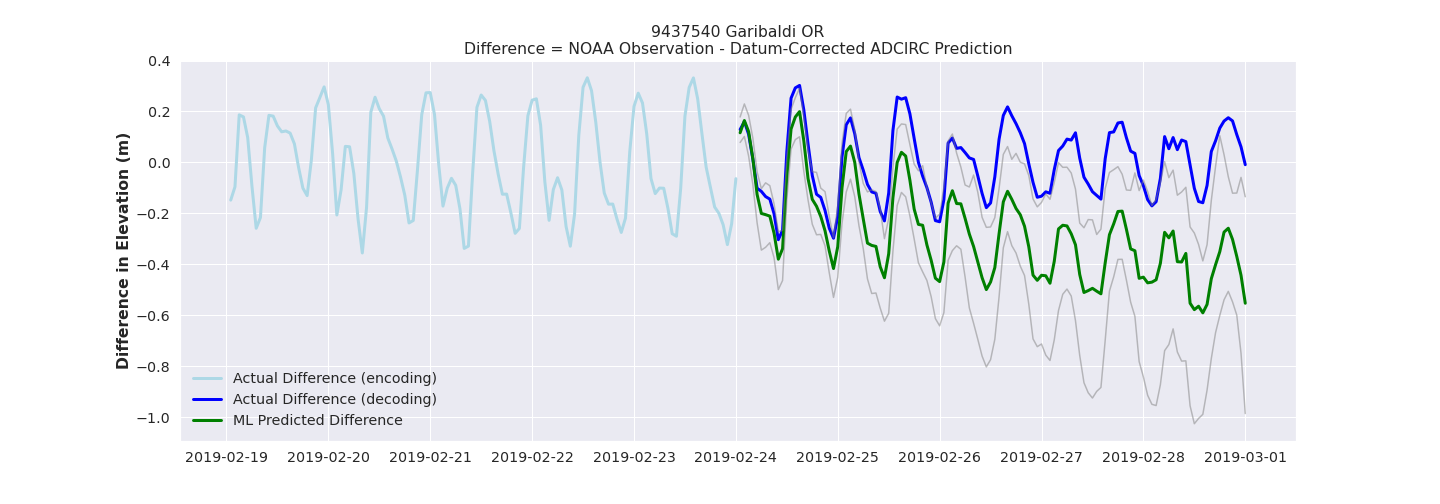 9437540 Garibaldi OR
Difference = NOAA Observation - Datum-Corrected ADCIRC Prediction
Difference in Elevation (m)
0.4
0.2
0.0
−0.2
−0.4
−0.6
−0.8
−1.0
Actual Difference (encoding)
Actual Difference (decoding)
ML Predicted Difference
2019-02-19 2019-02-20 2019-02-21 2019-02-22 2019-02-23 2019-02-24 2019-02-25 2019-02-26 2019-02-27 2019-02-28 2019-03-01